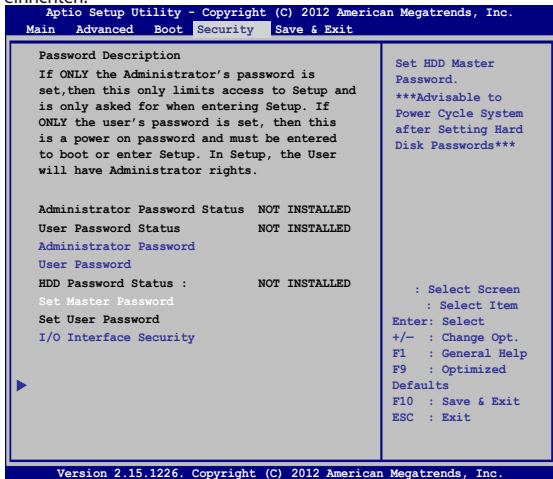 einrichten.
Aptio Setup Utility - Copyright (C) 2012 American Megatrends, Inc.
Main Advanced Boot Security Save & Exit
Password Description
If ONLY the Administrator's password is
set,then this only limits access to Setup and
is only asked for when entering Setup. If
ONLY the user's password is set, then this
is a power on password and must be entered
to boot or enter Setup. In Setup, the User
will have Administrator rights.
Administrator Password Status NOT INSTALLED
User Password Status NOT INSTALLED
Administrator Password
User Password
HDD Password Status : NOT INSTALLED
Set Master Password
Set User Password
I/O Interface Security
Set HDD Master
Password.
***Advisable to
Power Cycle System
after Setting Hard
Disk Passwords***
: Select Screen
: Select Item
Enter: Select
+/— : Change Opt.
F1 : General Help
F9 : Optimized
Defaults
F10 : Save & Exit
ESC : Exit
Version 2.15.1226. Copyright (C) 2012 American Megatrends, Inc.